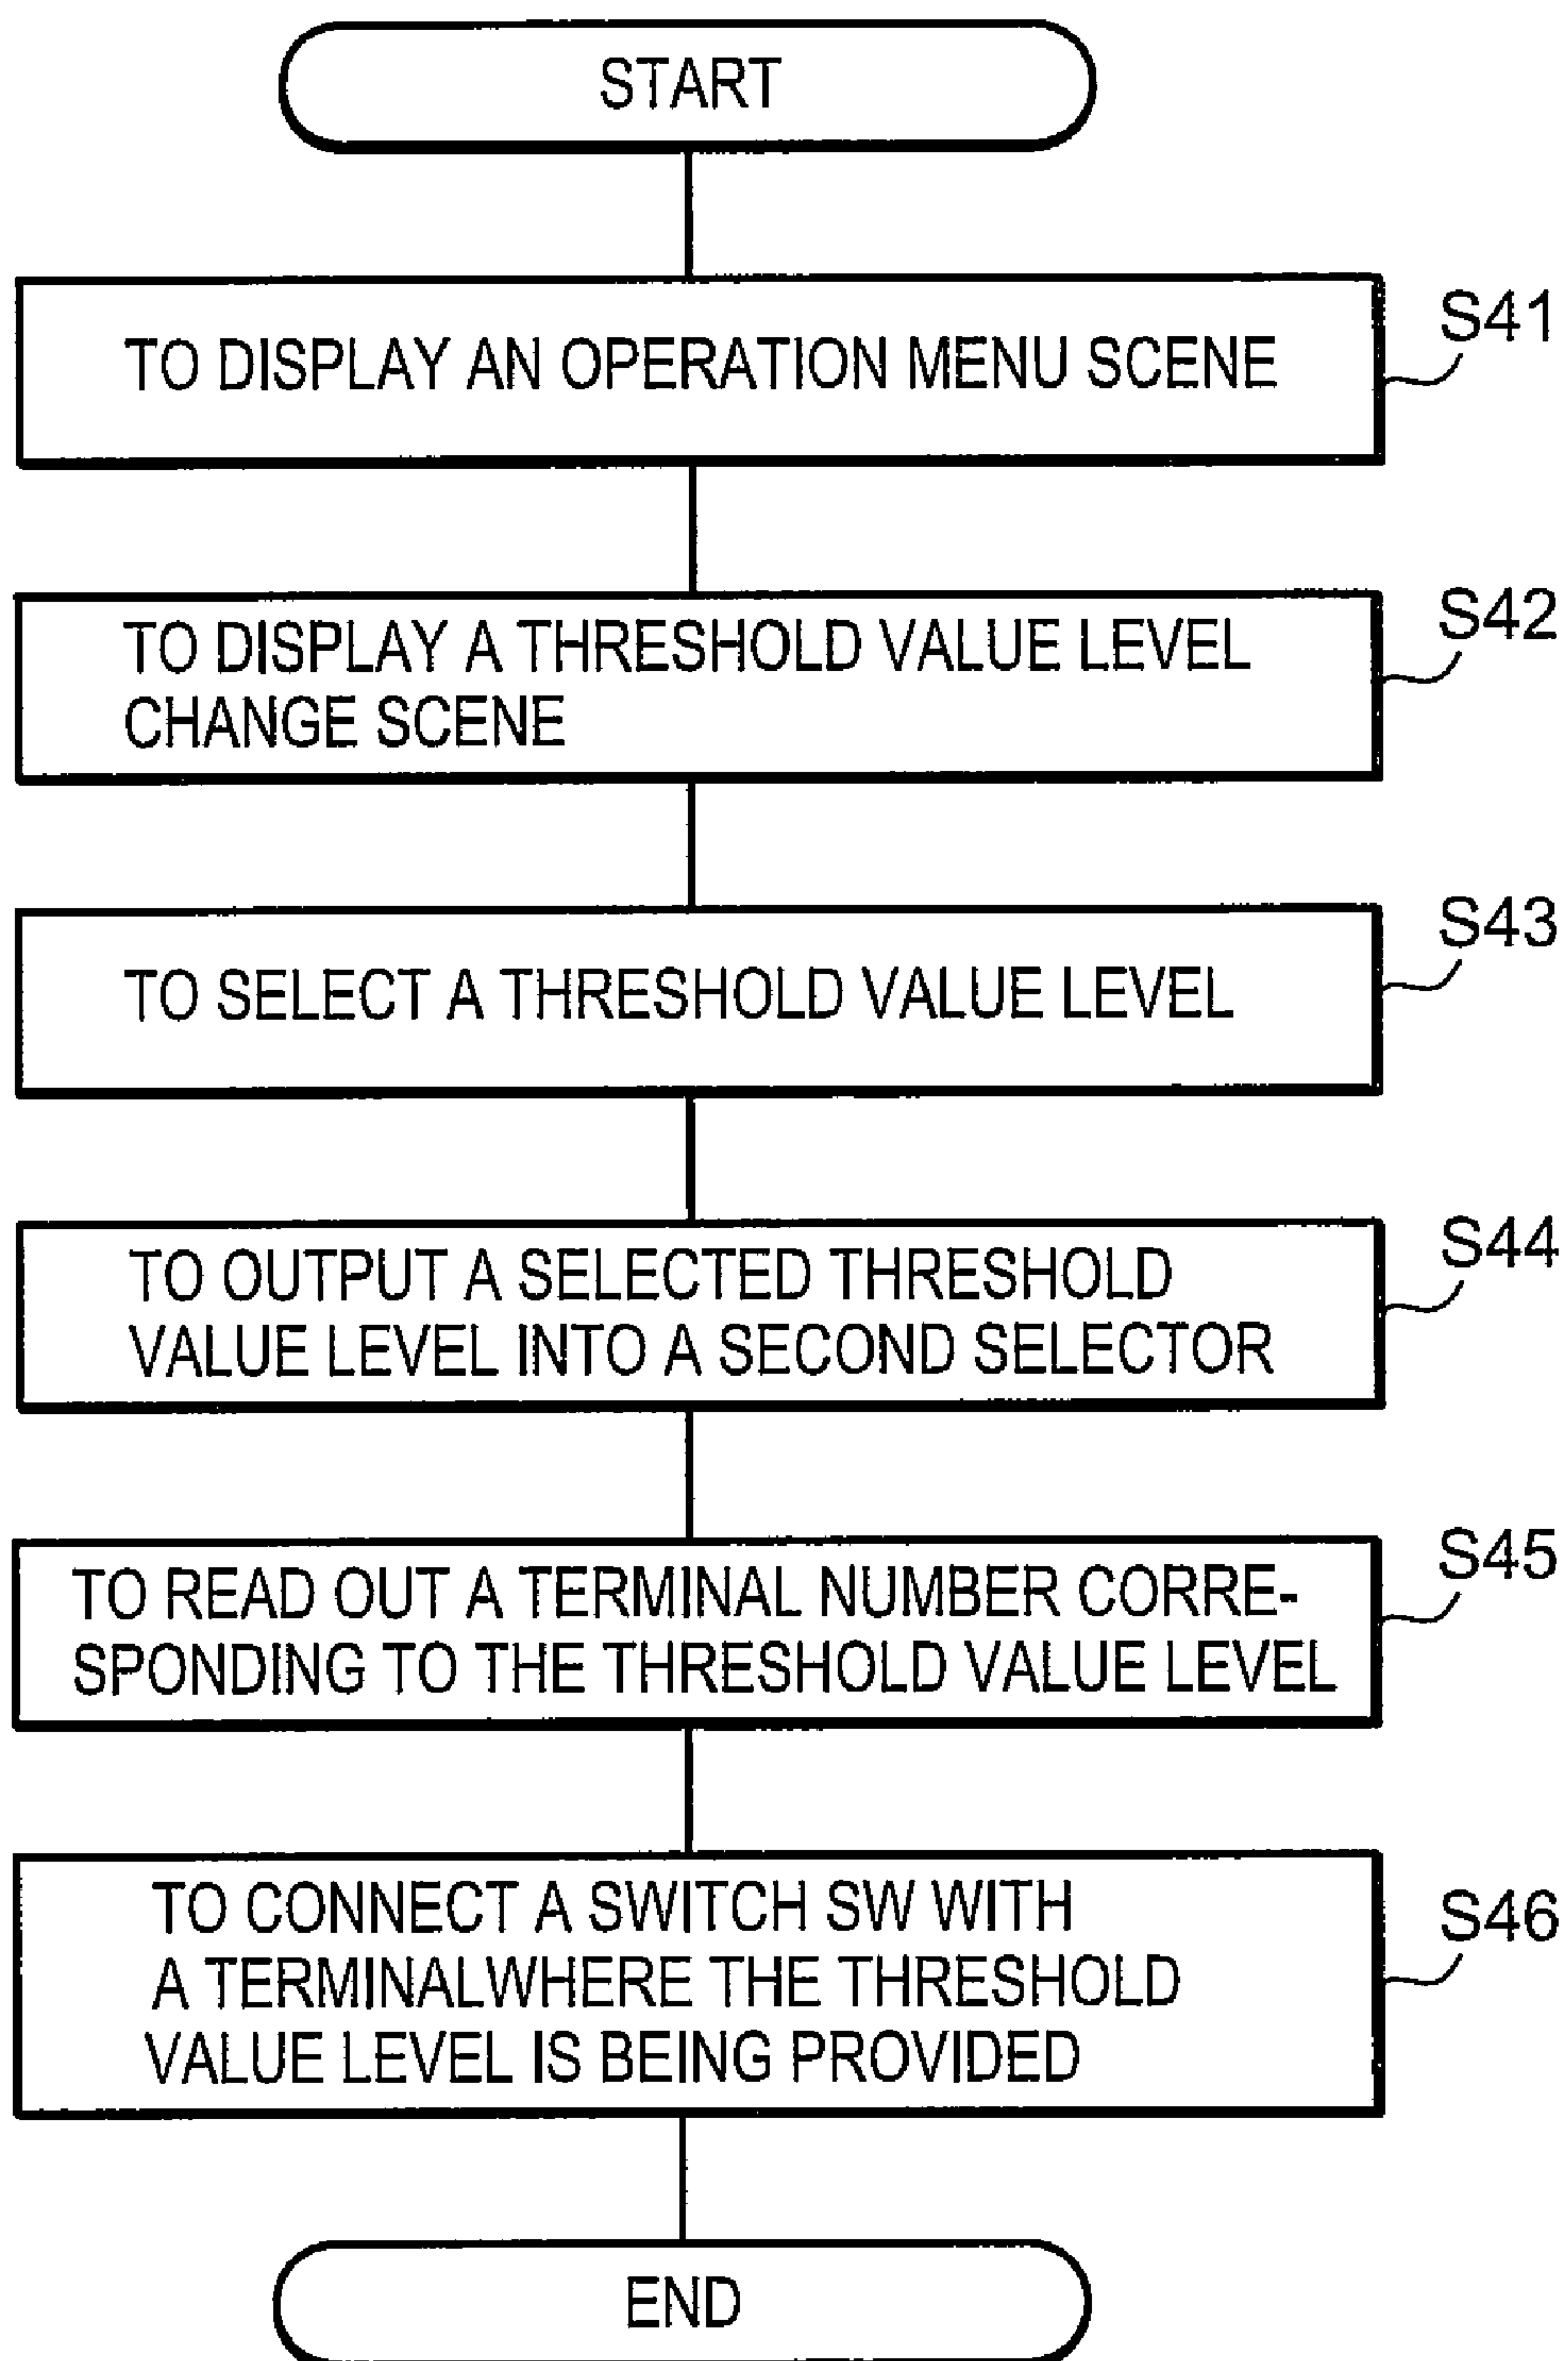 START
S41
TO DISPLAY AN OPERATION MENU SCENE
S42
TO DISPLAY A THRESHOLD VALUE LEVEL
CHANGE SCENE
S43
TO SELECT A THRESHOLD VALUE LEVEL
S44
TO OUTPUT A SELECTED THRESHOLD
VALUE LEVEL INTO A SECOND SELECTOR
S45
TO READ OUT A TERMINAL NUMBER CORRE-
SPONDING TO THE THRESHOLD VALUE LEVEL
S46
TO CONNECT A SWITCH SW WITH
A TERMINALWHERE THE THRESHOLD
VALUE LEVEL IS BEING PROVIDED
END